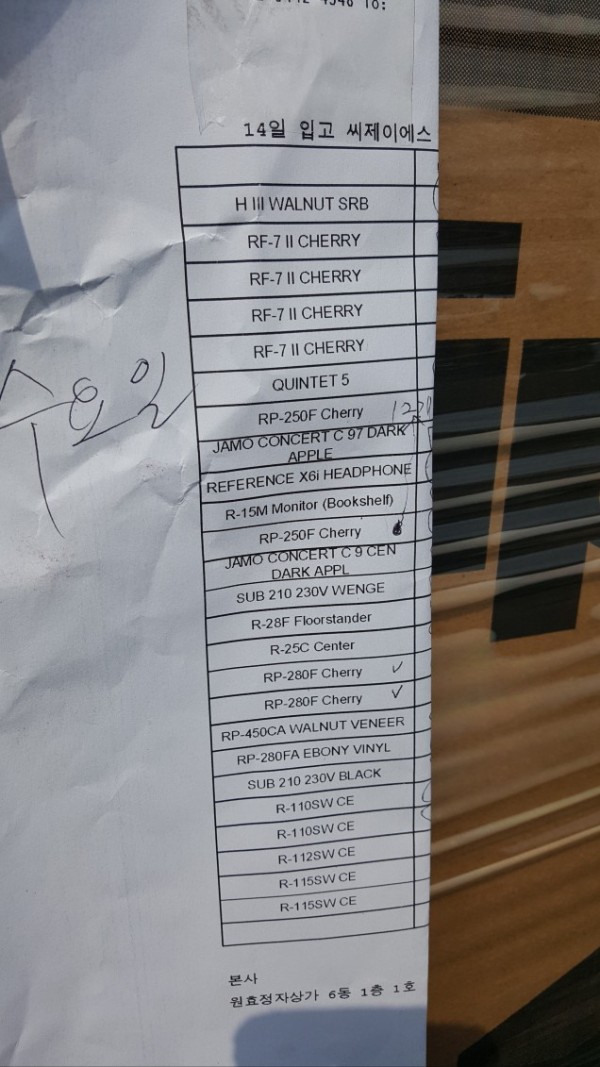 14일 입고 씨제이에스
H III WALNUT SRB
RF-7 II CHERRY
RF-7 II CHERRY
RF-7 II CHERRY
RF-7 II CHERRY
QUINTET 5
RP-250F Cherry
JAMO CONCERT C 97 DARK
APPLE
REFERENCE X6i HEADPHONE
R-15M Monitor (Bookshelf)
RP-250F Cherry
JAMO CONCERT C 9 CEN
DARK APPL
SUB 210 230V WENGE
R-28F Floorstander
R-25C Center
RP-280F Cherry
RP-280F Cherry
RP-450CA WALNUT VENEER
RP-280FA EBONY VINYL
SUB 210 230V BLACK
R-110SW CE
R-110SW CE
R-112SW CE
R-115SW CE
R-115SW CE
수요일
본사
원효정자상가 6동 1층 1호